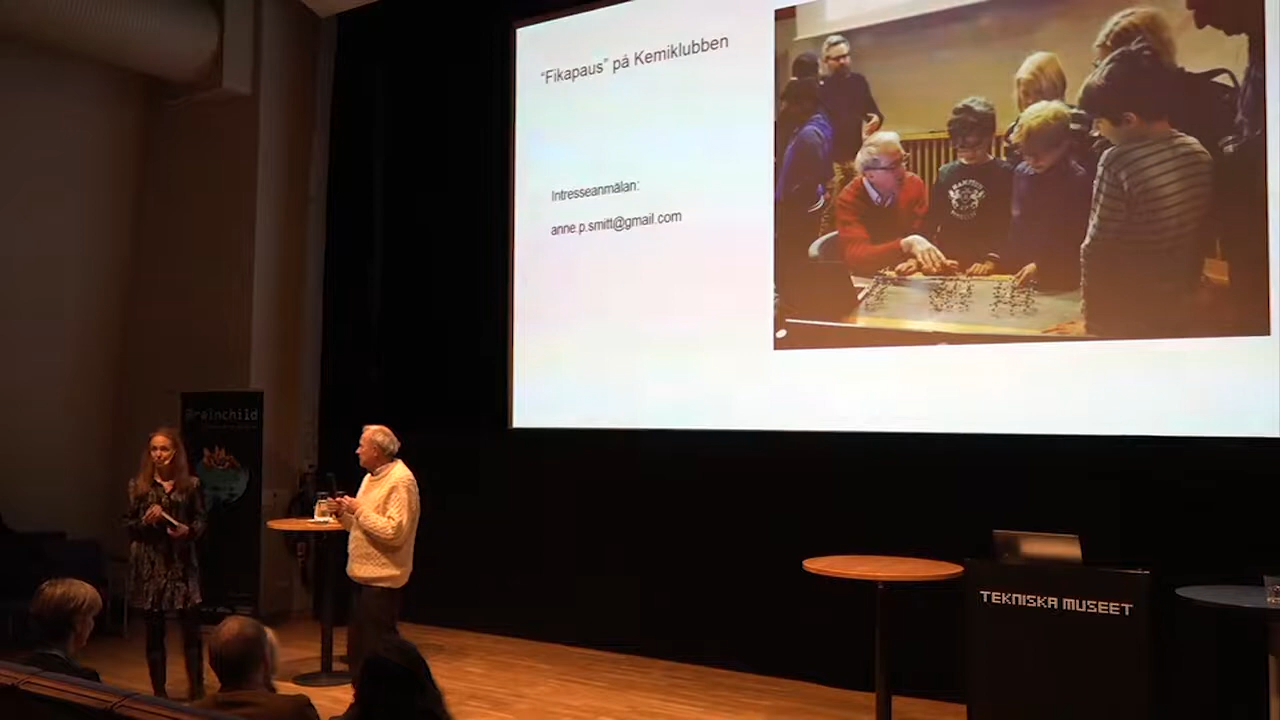 "Fikapaus" på Kemiklubben
Intresseanmälan:
anne.p.smitt@gmail.com
Brainchild
TEKNISKA MUSEET